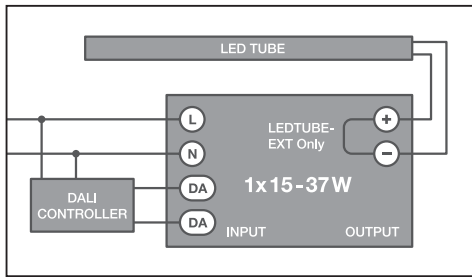 LED TUBE
L
LEDTUBE-
EXT Only
+
N
−
DALI
CONTROLLER
DA
1x15-37W
DA
INPUT
OUTPUT